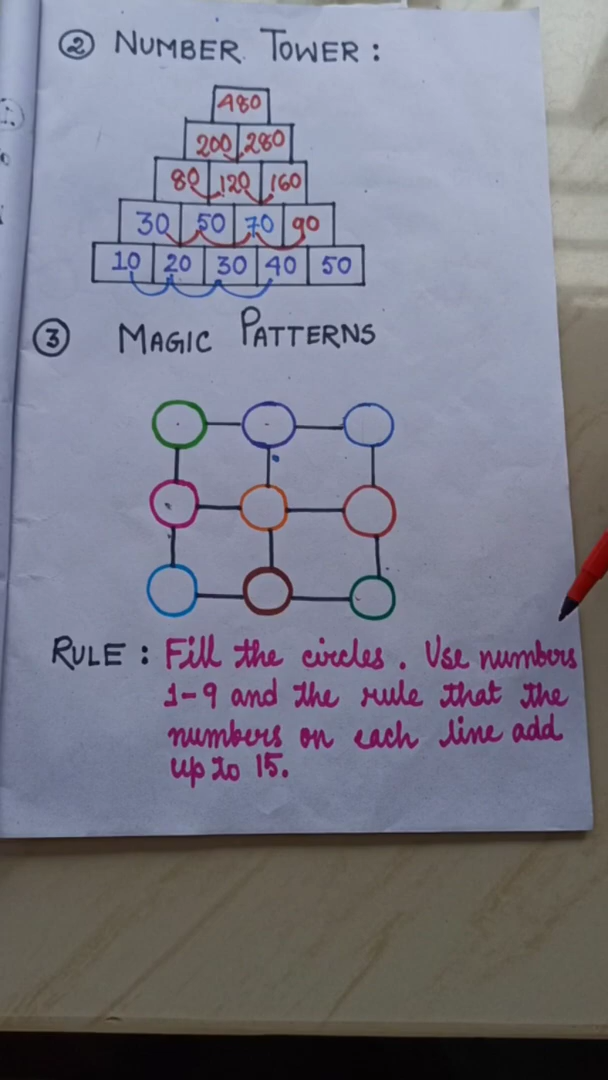 ② NUMBER TOWER :
480
200 280
80 120 160
30 50 70 90
10 20 30 40 50
③ MAGIC PATTERNS
RULE : Fill the circles. Use numbers
1-9 and the rule that the
numbers on each line add
up to 15.